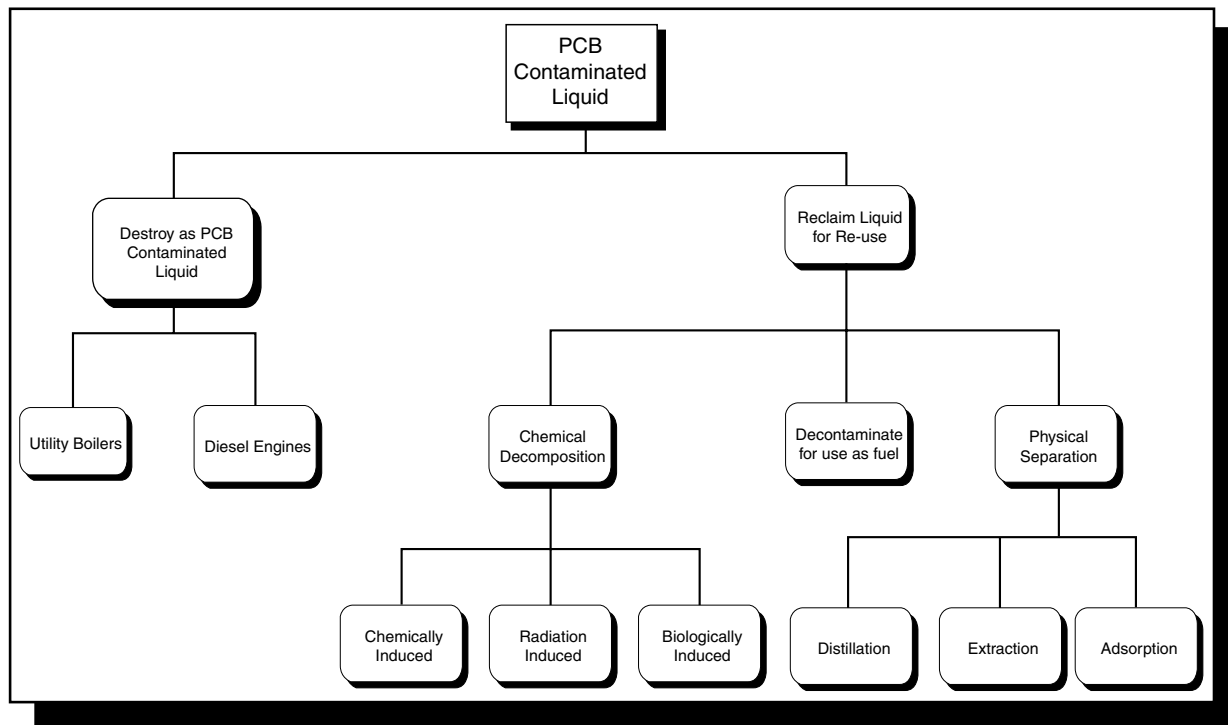 PCB
Contaminated
Liquid
Destroy as PCB
Contaminated
Liquid
Reclaim Liquid
for Re-use
Utility Boilers
Diesel Engines
Chemical
Decomposition
Decontaminate
for use as fuel
Physical
Separation
Chemically
Induced
Radiation
Induced
Biologically
Induced
Distillation
Extraction
Adsorption